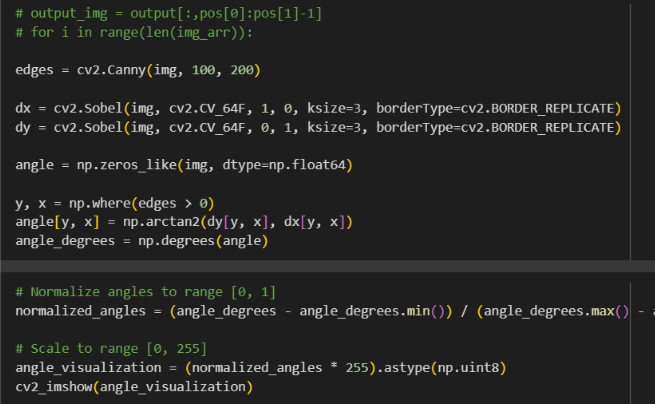 # output_img = output[:,pos[0]:pos[1]-1]
# for i in range(len(img_arr)):
edges = cv2.Canny(img, 100, 200)
dx = cv2.Sobel(img, cv2.CV_64F, 1, 0, ksize=3, borderType=cv2.BORDER_REPLICATE)
dy = cv2.Sobel(img, cv2.CV_64F, 0, 1, ksize=3, borderType=cv2.BORDER_REPLICATE)
angle = np.zeros_like(img, dtype=np.float64)
y, x = np.where(edges > 0)
angle[y, x] = np.arctan2(dy[y, x], dx[y, x])
angle_degrees = np.degrees(angle)
# Normalize angles to range [0, 1]
normalized_angles = (angle_degrees - angle_degrees.min()) / (angle_degrees.max() -
# Scale to range [0, 255]
angle_visualization = (normalized_angles * 255).astype(np.uint8)
cv2_imshow(angle_visualization)